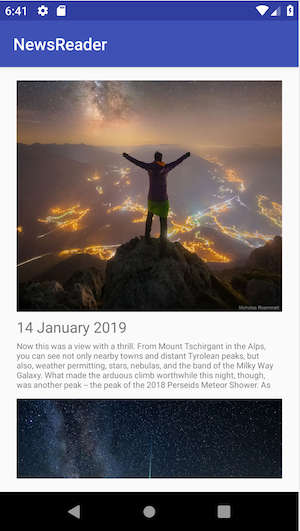 6:41
NewsReader
Nicholas Roemmelt
14 January 2019
Now this was a view with a thrill. From Mount Tschirgant in the Alps,
you can see not only nearby towns and distant Tyrolean peaks, but
also, weather permitting, stars, nebulas, and the band of the Milky Way
Galaxy. What made the arduous climb worthwhile this night, though,
was another peak -- the peak of the 2018 Perseids Meteor Shower. As